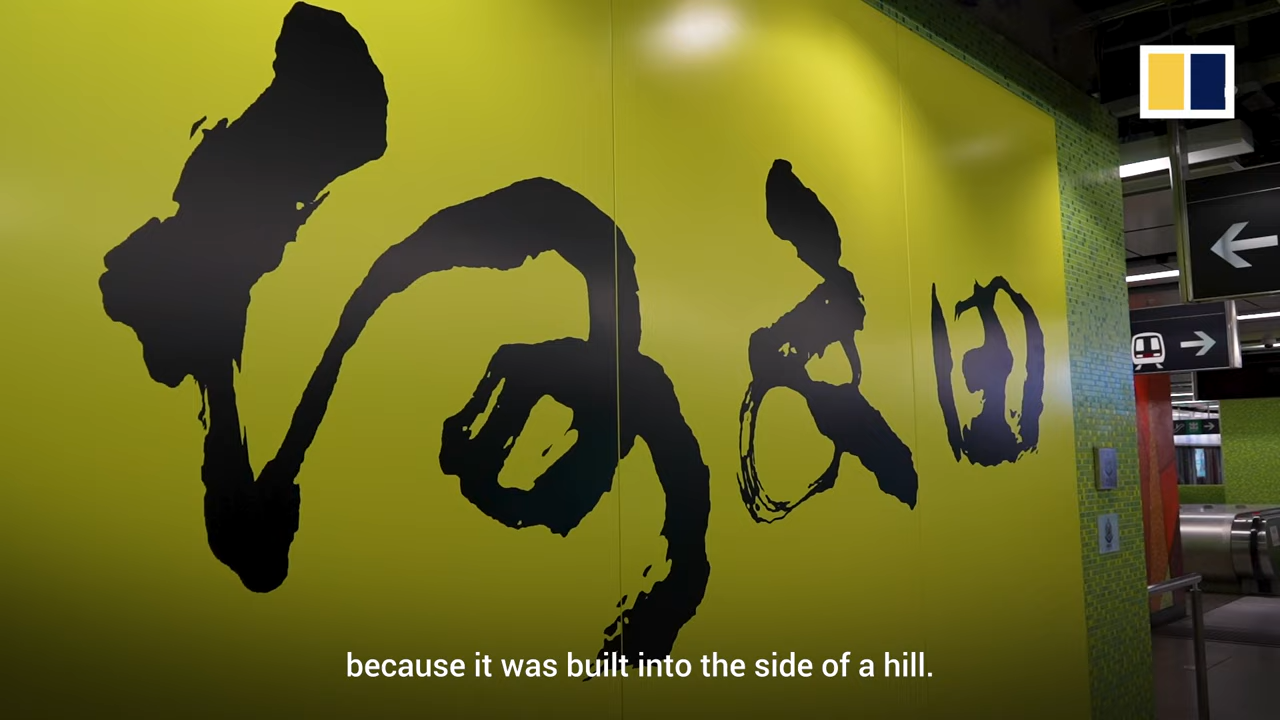 何文田
because it was built into the side of a hill.